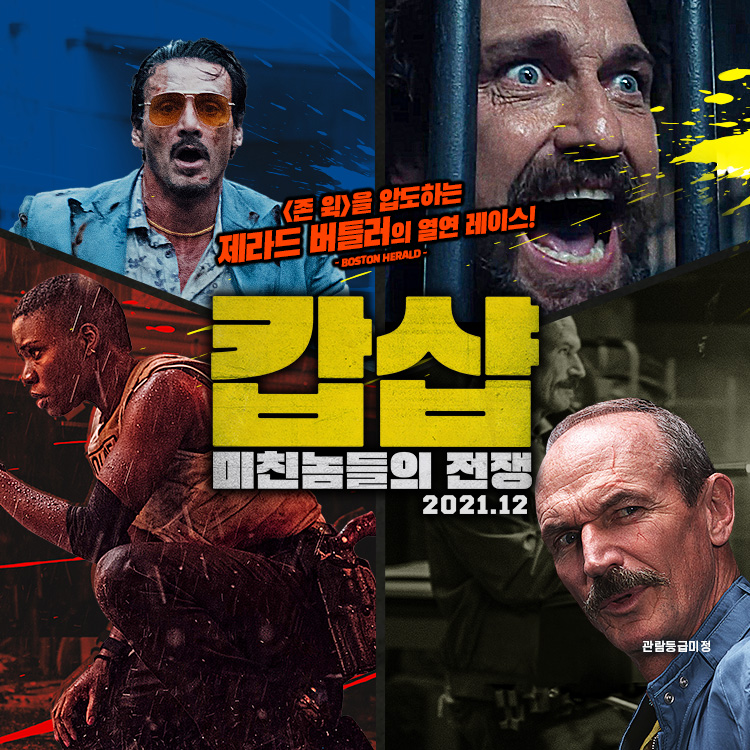 <존 윅>을 압도하는
제라드 버틀러의 열연 레이스!
- BOSTON HERALD -
캅샵
미친놈들의 전쟁
2021.12
관람등급미정